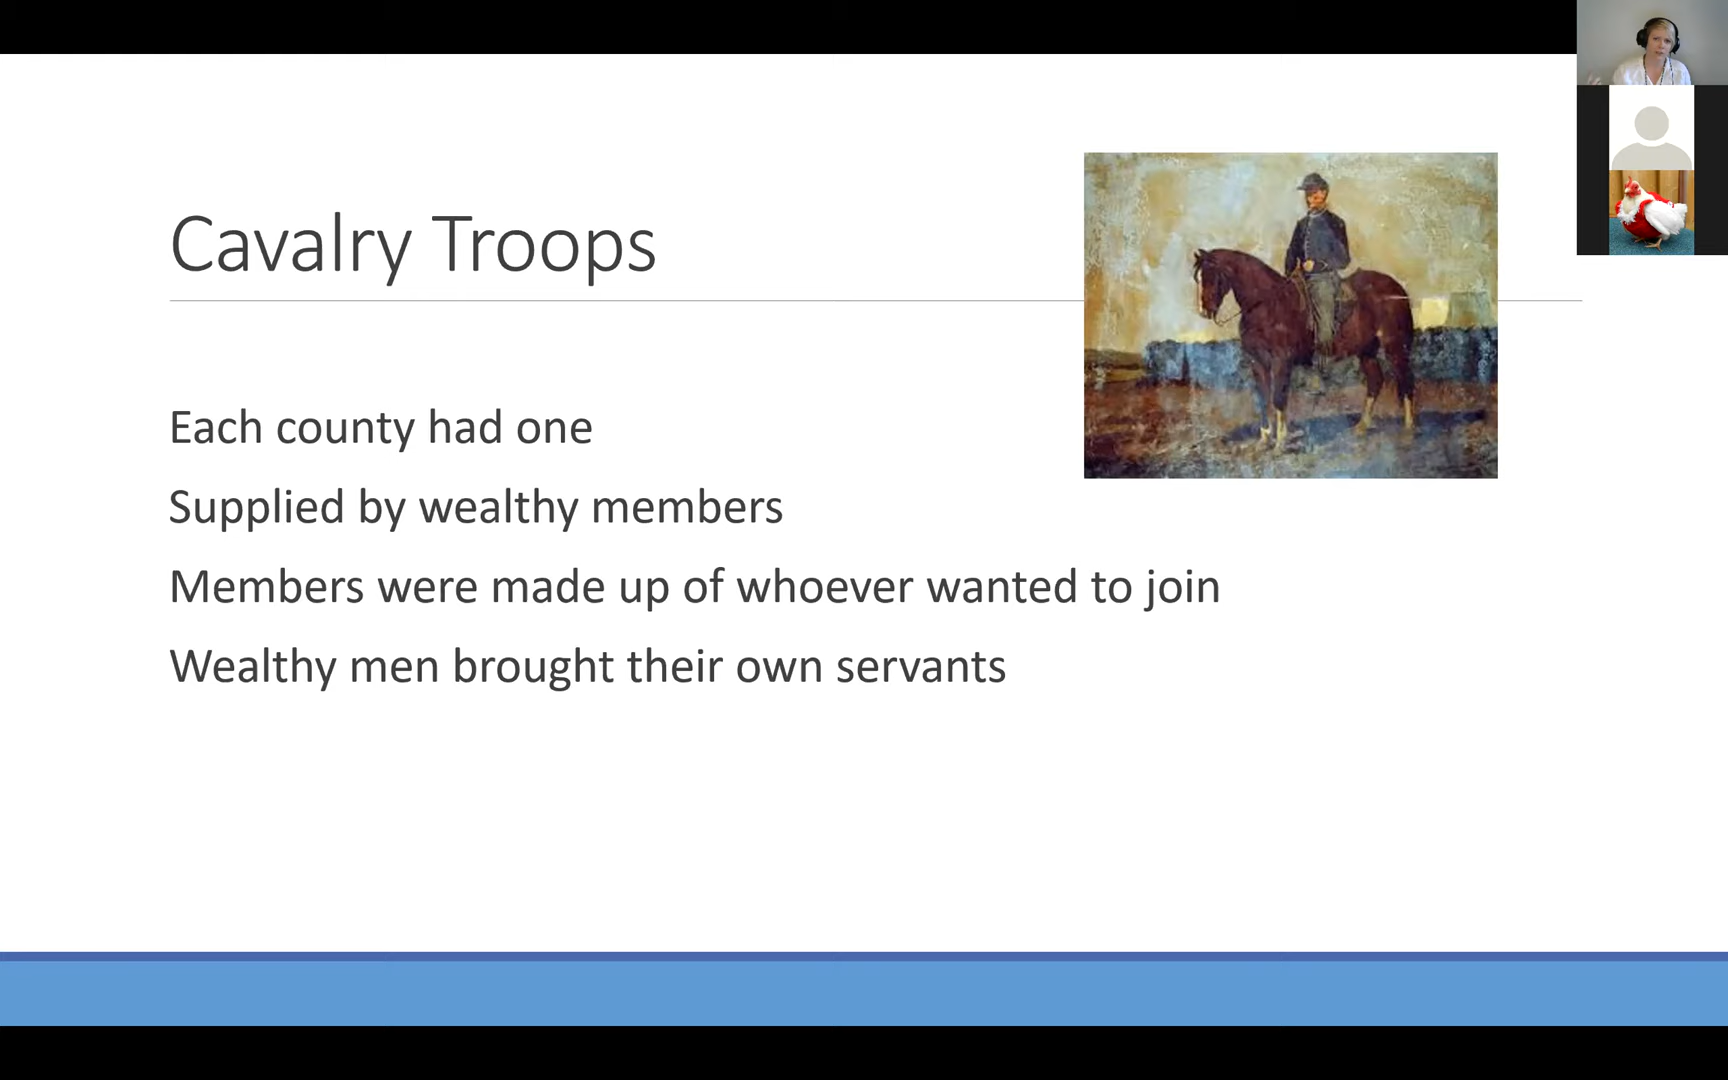 Cavalry Troops
Each county had one
Supplied by wealthy members
Members were made up of whoever wanted to join
Wealthy men brought their own servants